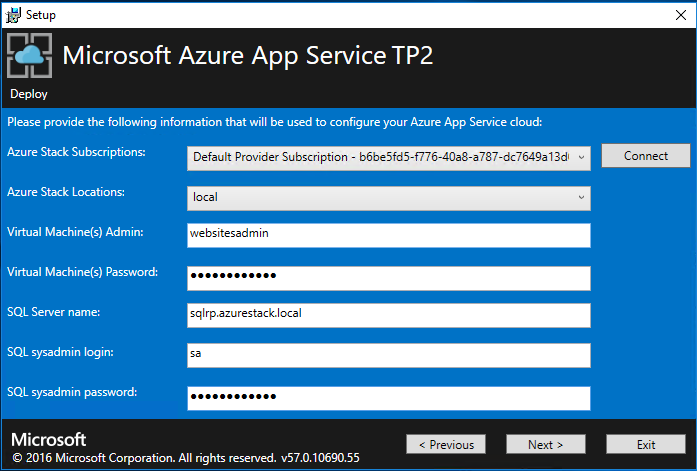 Setup
Microsoft Azure App Service TP2
Deploy
Please provide the following information that will be used to configure your Azure App Service cloud:
Azure Stack Subscriptions: Default Provider Subscription - b6be5fd5-f776-40a8-a787-dc7649a13d Connect
Azure Stack Locations: local
Virtual Machine(s) Admin: websitesadmin
Virtual Machine(s) Password: ●●●●●●●●●●●●
SQL Server name: sqlrp.azurestack.local
SQL sysadmin login: sa
SQL sysadmin password: ●●●●●●●●●●●●
Microsoft
© 2016 Microsoft Corporation. All rights reserved. v57.0.10690.55
< Previous Next > Exit